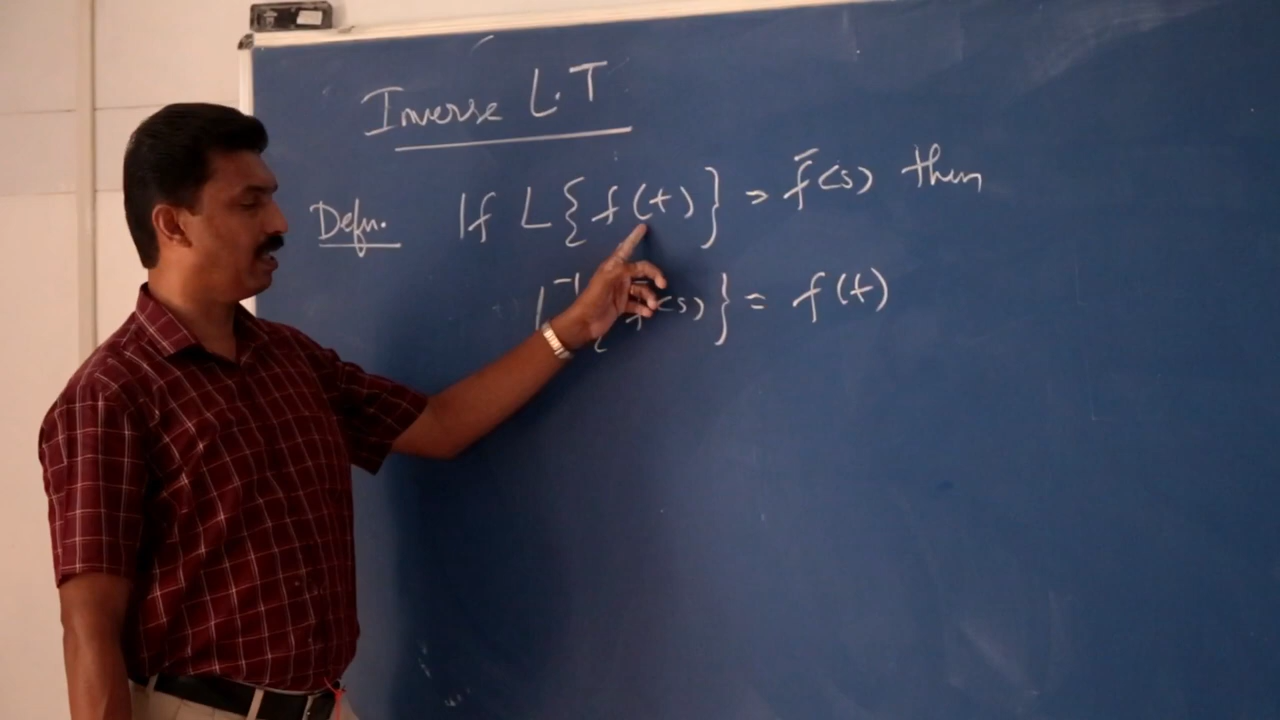 Inverse L.T
Defn. If L{f(t)} = f̄(s) then
L⁻¹{f̄(s)} = f(t)